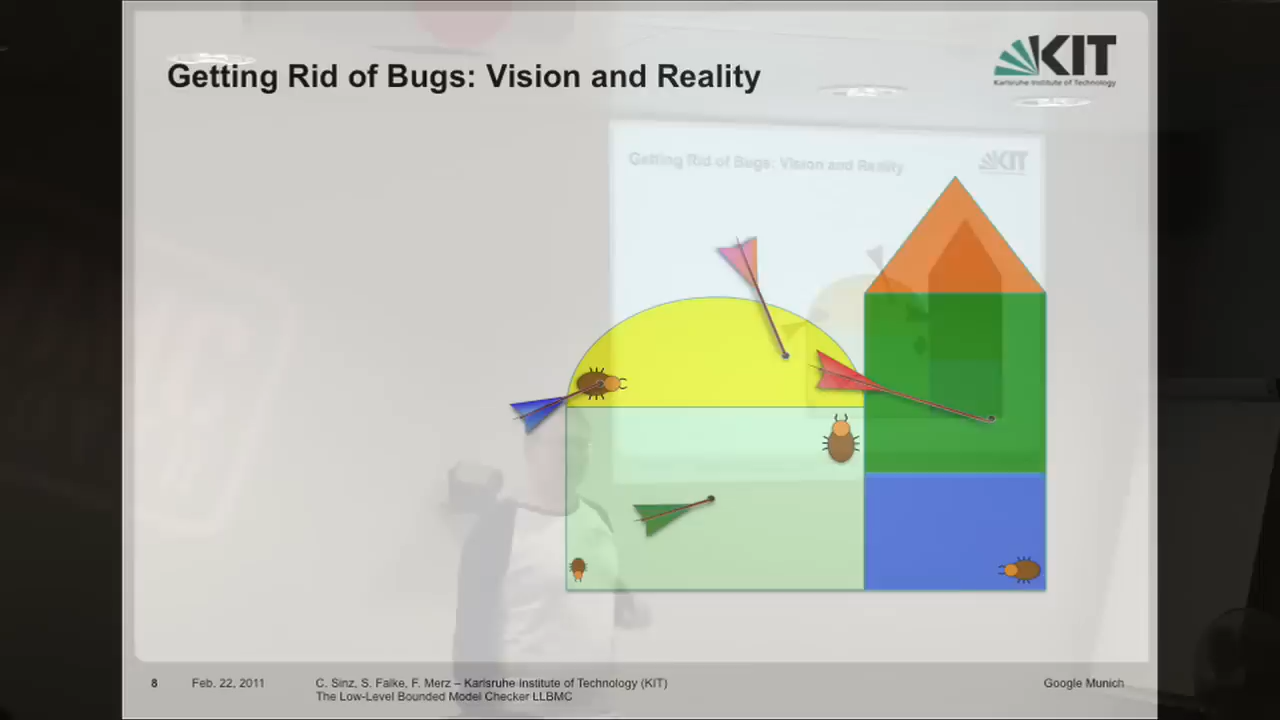 Getting Rid of Bugs: Vision and Reality
KIT
Karlsruhe Institute of Technology
Getting Rid of Bugs: Vision and Reality
KIT
8 Feb. 22, 2011 C. Sinz, S. Falke, F. Merz – Karlsruhe Institute of Technology (KIT) Google Munich
The Low-Level Bounded Model Checker LLBMC